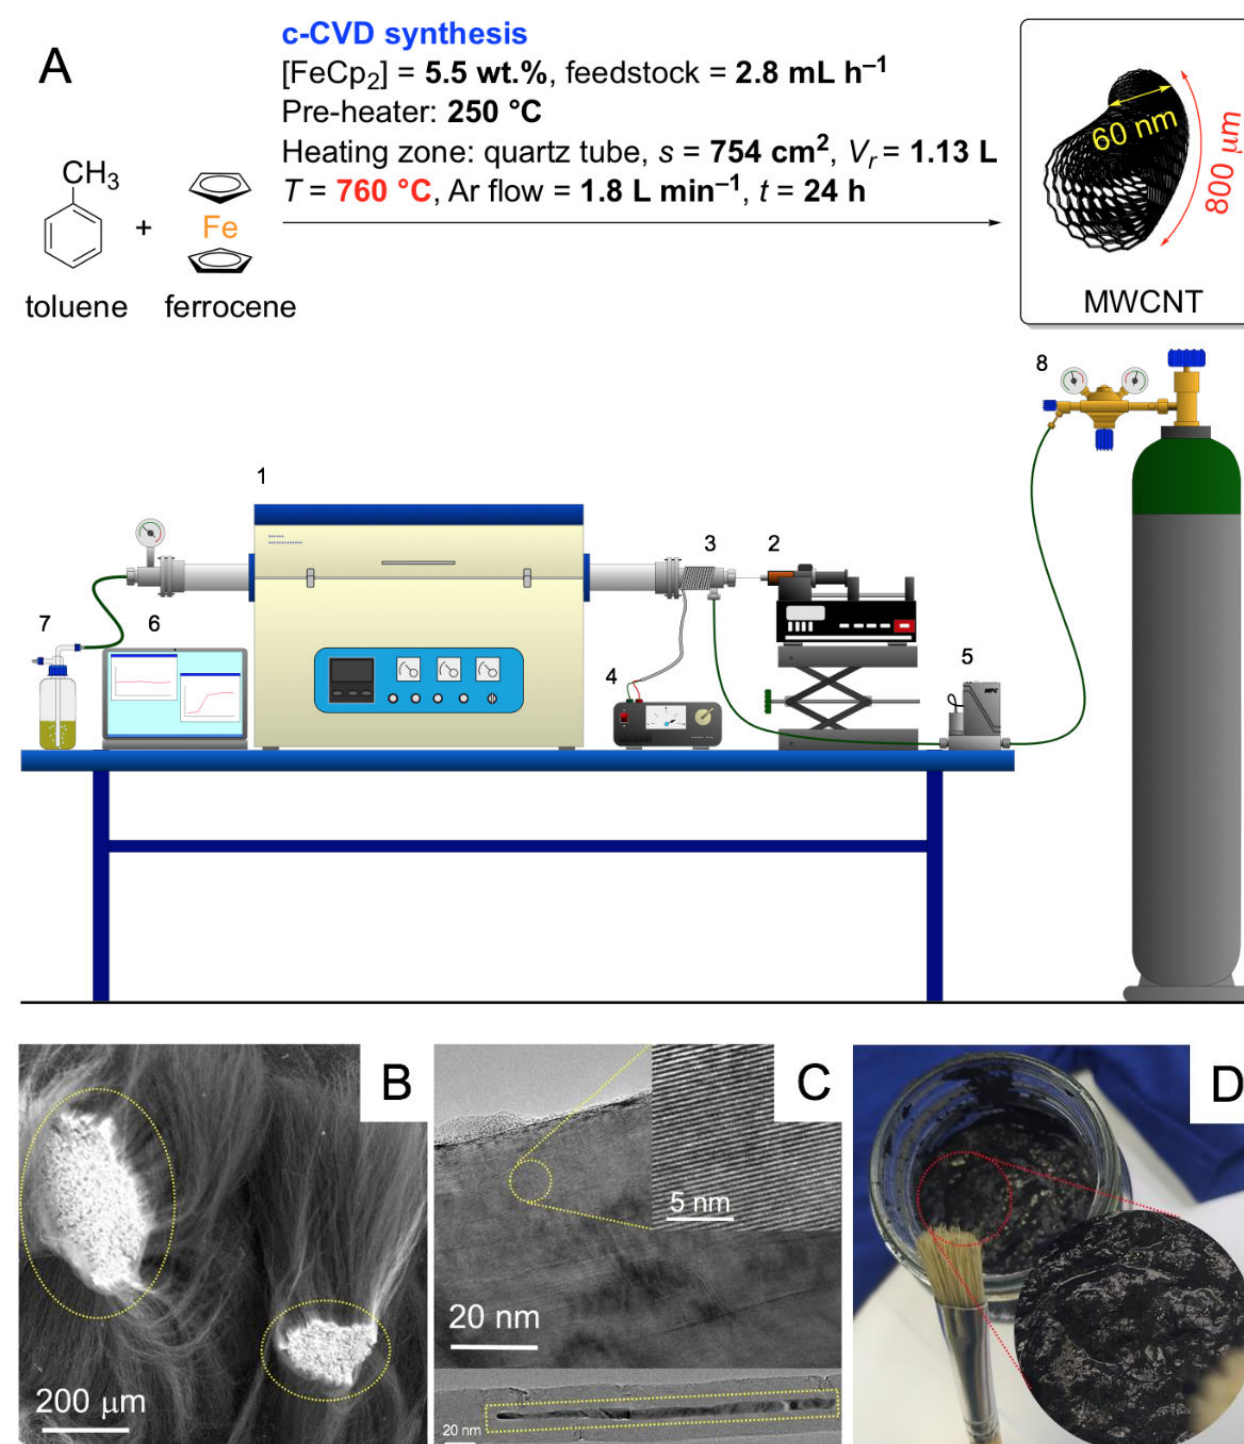 A
c-CVD synthesis
[FeCp₂] = 5.5 wt.%, feedstock = 2.8 mL h⁻¹
Pre-heater: 250 °C
Heating zone: quartz tube, s = 754 cm², Vᵣ = 1.13 L
T = 760 °C, Ar flow = 1.8 L min⁻¹, t = 24 h
CH₃
+
Fe
toluene
ferrocene
60 nm
800 μm
MWCNT
8
1
3
2
7
6
4
5
MFC
B
200 μm
C
5 nm
20 nm
20 nm
D